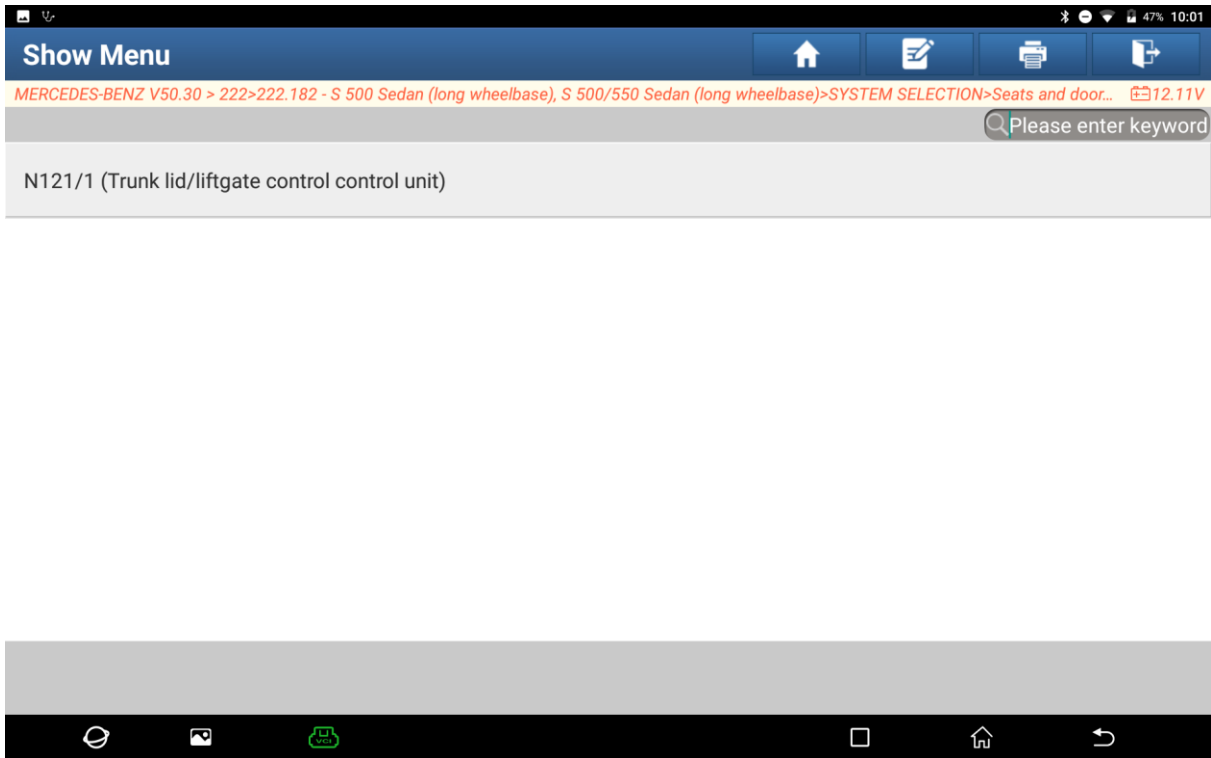 47% 10:01
Show Menu
MERCEDES-BENZ V50.30 > 222>222.182 - S 500 Sedan (long wheelbase), S 500/550 Sedan (long wheelbase)>SYSTEM SELECTION>Seats and door... 12.11V
Please enter keyword
N121/1 (Trunk lid/liftgate control control unit)
VCI